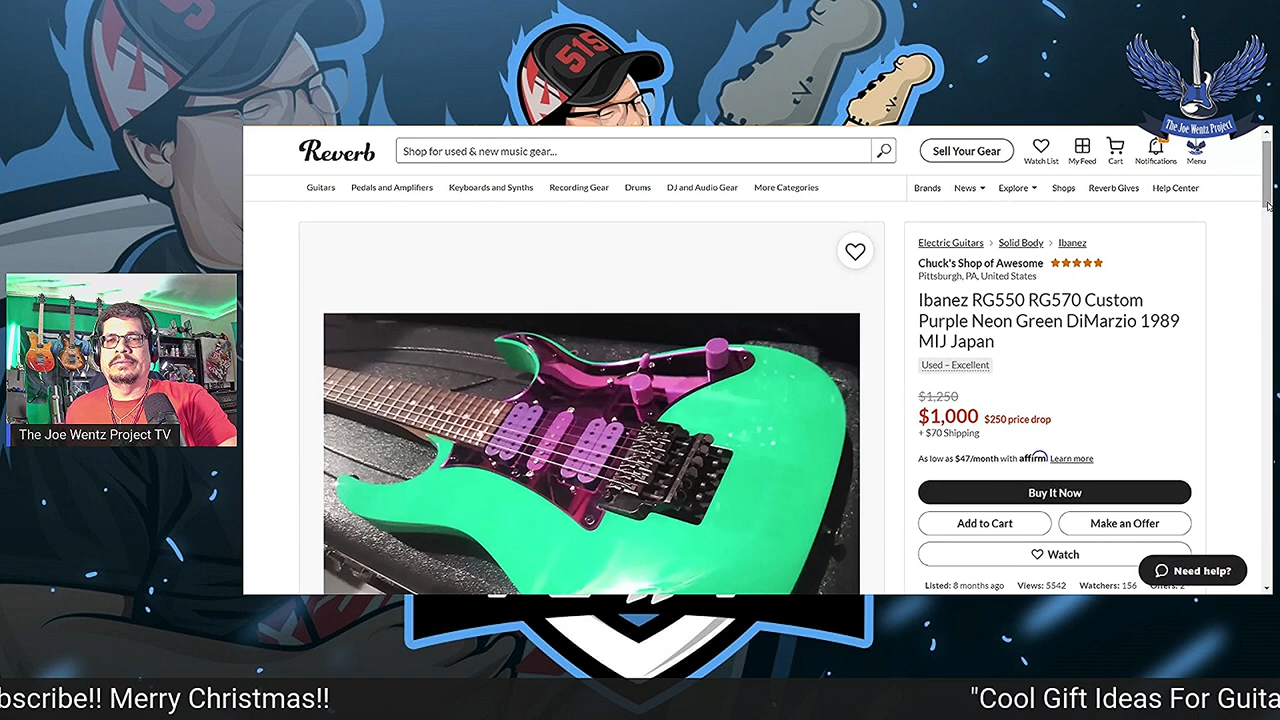 515
The Joe Wentz Project
Reverb
Shop for used & new music gear...
Sell Your Gear
Watch List
My Feed
Cart
Notifications
Menu
Guitars
Pedals and Amplifiers
Keyboards and Synths
Recording Gear
Drums
DJ and Audio Gear
More Categories
Brands
News
Explore
Shops
Reverb Gives
Help Center
Electric Guitars > Solid Body > Ibanez
Chuck's Shop of Awesome
Pittsburgh, PA, United States
Ibanez RG550 RG570 Custom
Purple Neon Green DiMarzio 1989
MIJ Japan
Used – Excellent
$1,250
$1,000 $250 price drop
+ $70 Shipping
As low as $47/month with affirm Learn more
Buy It Now
Add to Cart
Make an Offer
Watch
Need help?
Listed: 8 months ago Views: 5542 Watchers: 156 Offers: 2
The Joe Wentz Project TV
bscribe!! Merry Christmas!!
"Cool Gift Ideas For Guita